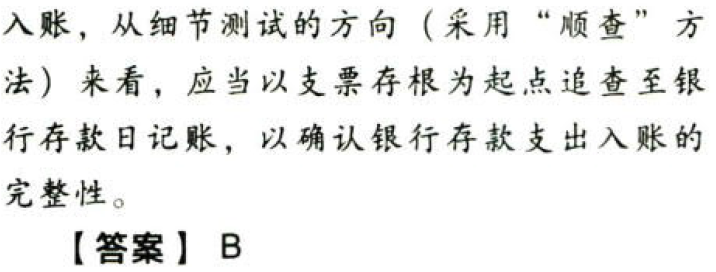 入账，从细节测试的方向（采用“顺查”方
法）来看，应当以支票存根为起点追查至银
行存款日记账，以确认银行存款支出入账的
完整性。
【答案】 B